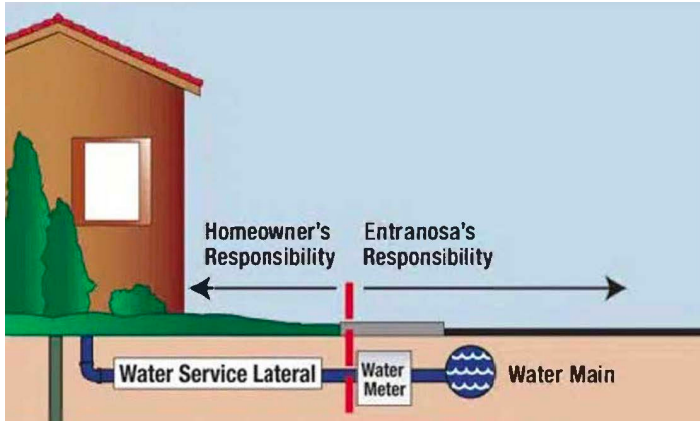 Homeowner's
Responsibility
Entranosa's
Responsibility
Water Service Lateral
Water
Meter
Water Main